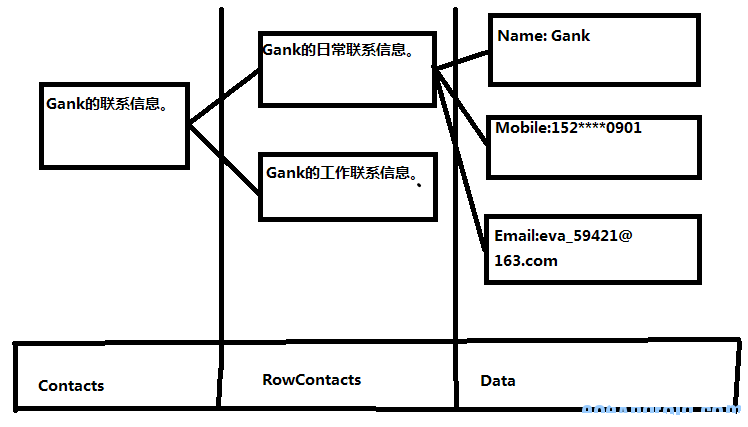 Gank的联系信息。
Gank的日常联系信息。
Gank的工作联系信息。
Name: Gank
Mobile:152****0901
Email:eva_59421@
163.com
Contacts
RowContacts
Data